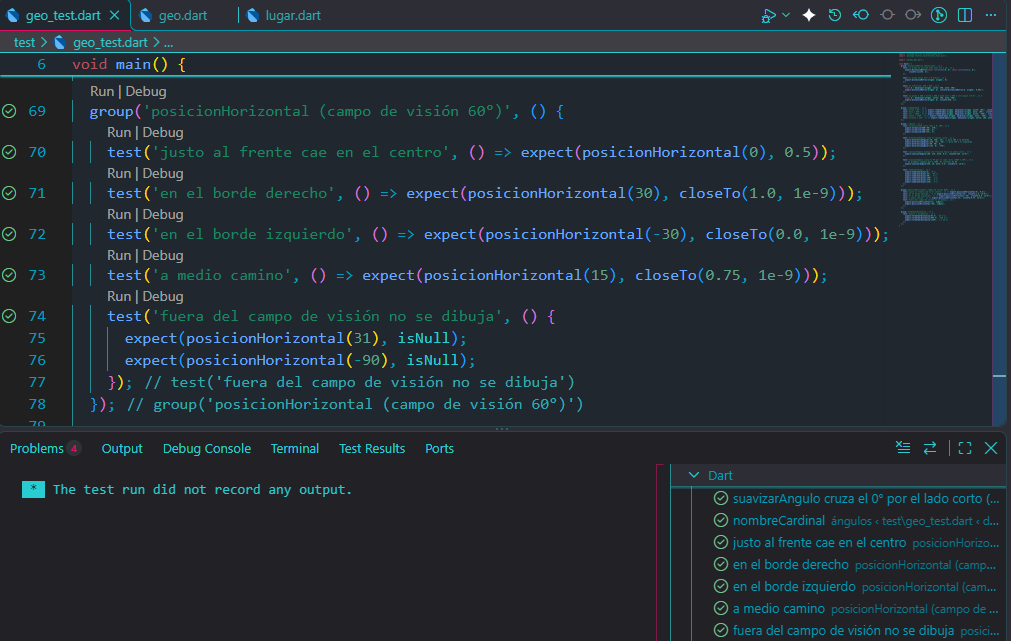 geo_test.dart geo.dart lugar.dart
test > geo_test.dart > ...
6 void main() {
Run | Debug
69 group('posicionHorizontal (campo de visión 60°)', () {
Run | Debug
70 test('justo al frente cae en el centro', () => expect(posicionHorizontal(0), 0.5));
Run | Debug
71 test('en el borde derecho', () => expect(posicionHorizontal(30), closeTo(1.0, 1e-9)));
Run | Debug
72 test('en el borde izquierdo', () => expect(posicionHorizontal(-30), closeTo(0.0, 1e-9)));
Run | Debug
73 test('a medio camino', () => expect(posicionHorizontal(15), closeTo(0.75, 1e-9)));
Run | Debug
74 test('fuera del campo de visión no se dibuja', () {
75 expect(posicionHorizontal(31), isNull);
76 expect(posicionHorizontal(-90), isNull);
77 }); // test('fuera del campo de visión no se dibuja')
78 }); // group('posicionHorizontal (campo de visión 60°)')
79
Problems 4 Output Debug Console Terminal Test Results Ports
* The test run did not record any output.
Dart
suavizarAngulo cruza el 0° por el lado corto (...
nombreCardinal ángulos < test\geo_test.dart < d...
justo al frente cae en el centro posicionHorizo...
en el borde derecho posicionHorizontal (camp...
en el borde izquierdo posicionHorizontal (cam...
a medio camino posicionHorizontal (campo de ...
fuera del campo de visión no se dibuja posici...